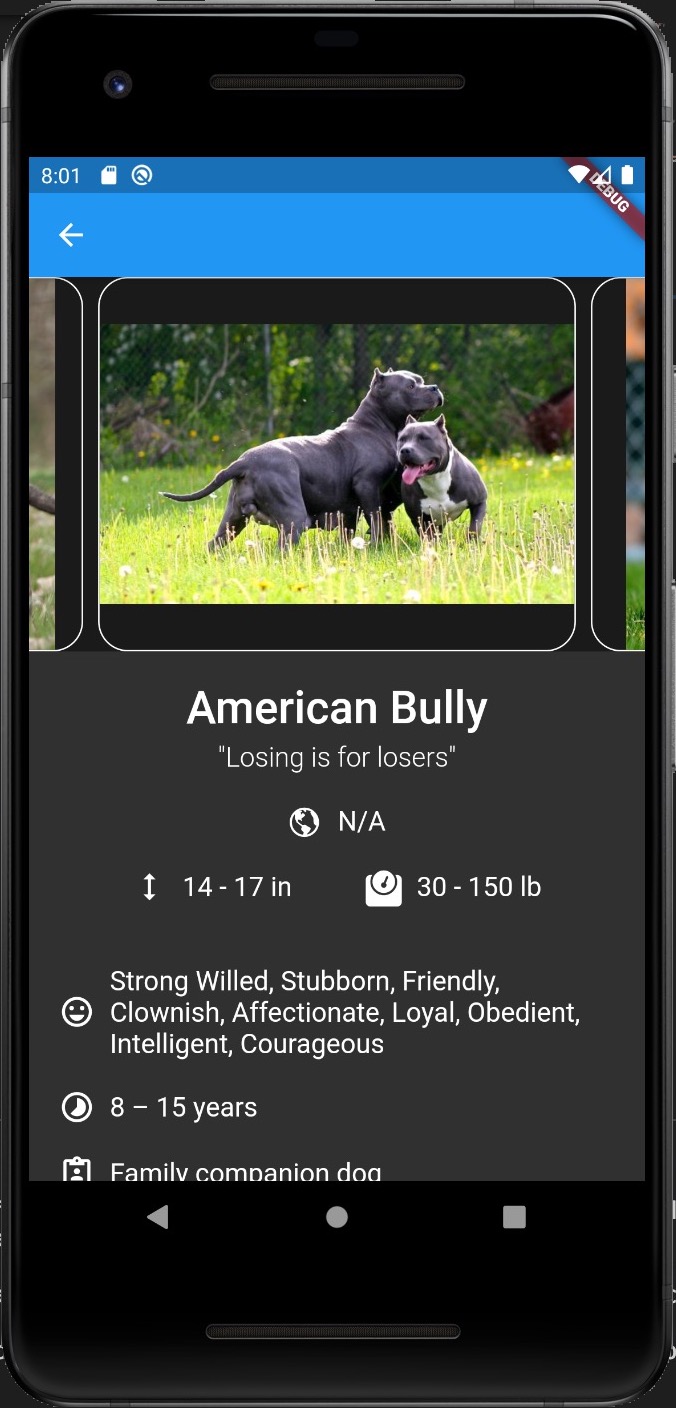 8:01
DEBUG
American Bully
"Losing is for losers"
N/A
14 - 17 in
30 - 150 lb
Strong Willed, Stubborn, Friendly,
Clownish, Affectionate, Loyal, Obedient,
Intelligent, Courageous
8 – 15 years
Family companion dog